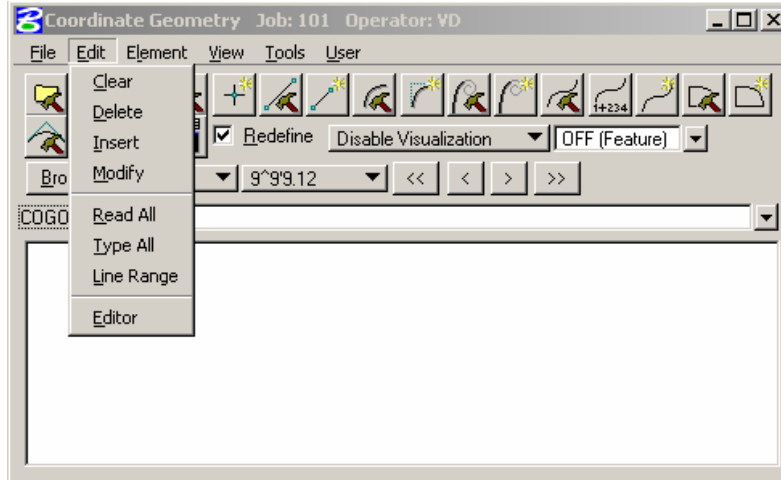 Coordinate Geometry Job: 101 Operator: VD
File Edit Element View Tools User
Clear
Delete
Insert
Modify
Read All
Type All
Line Range
Editor
1+234
Redefine Disable Visualization OFF (Feature)
Bro 9^9'9.12 << < > >>
COGO